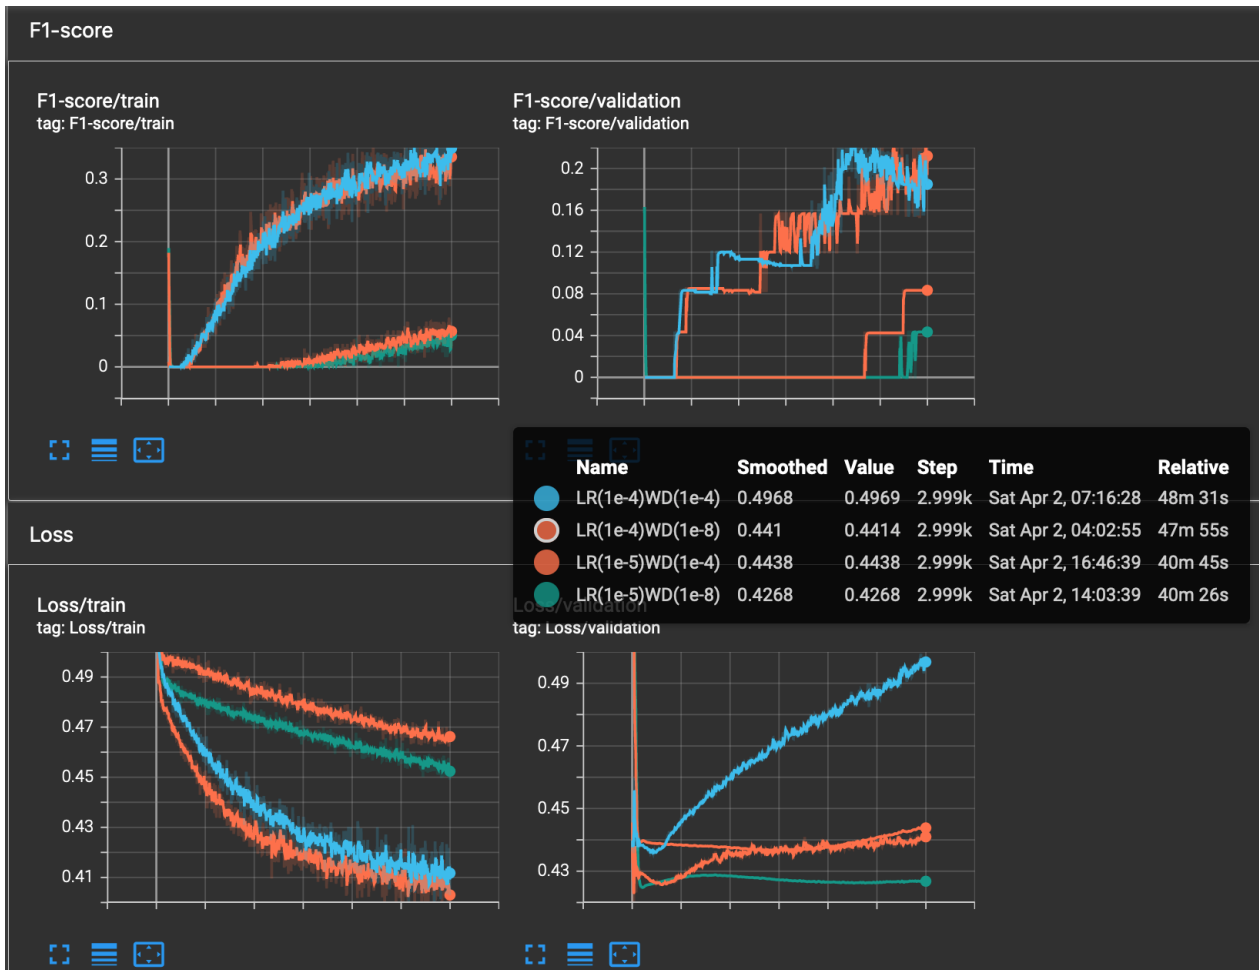 F1-score
F1-score/train
tag: F1-score/train
0.3
0.2
0.1
0
F1-score/validation
tag: F1-score/validation
0.2
0.16
0.12
0.08
0.04
0
Name Smoothed Value Step Time Relative
LR(1e-4)WD(1e-4) 0.4968 0.4969 2.999k Sat Apr 2, 07:16:28 48m 31s
LR(1e-4)WD(1e-8) 0.441 0.4414 2.999k Sat Apr 2, 04:02:55 47m 55s
LR(1e-5)WD(1e-4) 0.4438 0.4438 2.999k Sat Apr 2, 16:46:39 40m 45s
LR(1e-5)WD(1e-8) 0.4268 0.4268 2.999k Sat Apr 2, 14:03:39 40m 26s
Loss
Loss/train
tag: Loss/train
0.49
0.47
0.45
0.43
0.41
Loss/validation
tag: Loss/validation
0.49
0.47
0.45
0.43